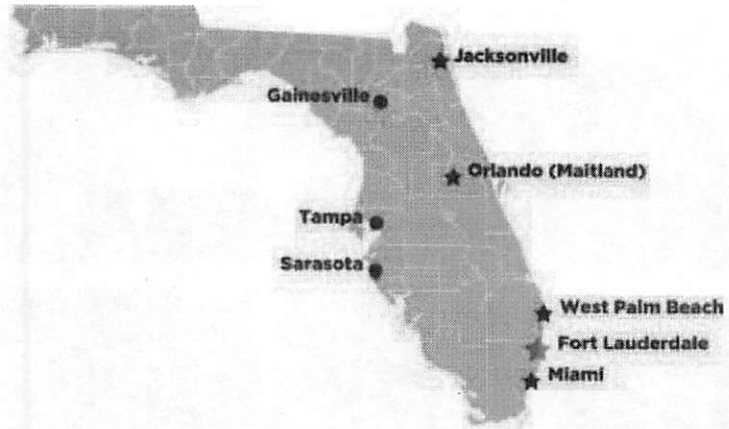 Jacksonville
Gainesville
Orlando (Maitland)
Tampa
Sarasota
West Palm Beach
Fort Lauderdale
Miami